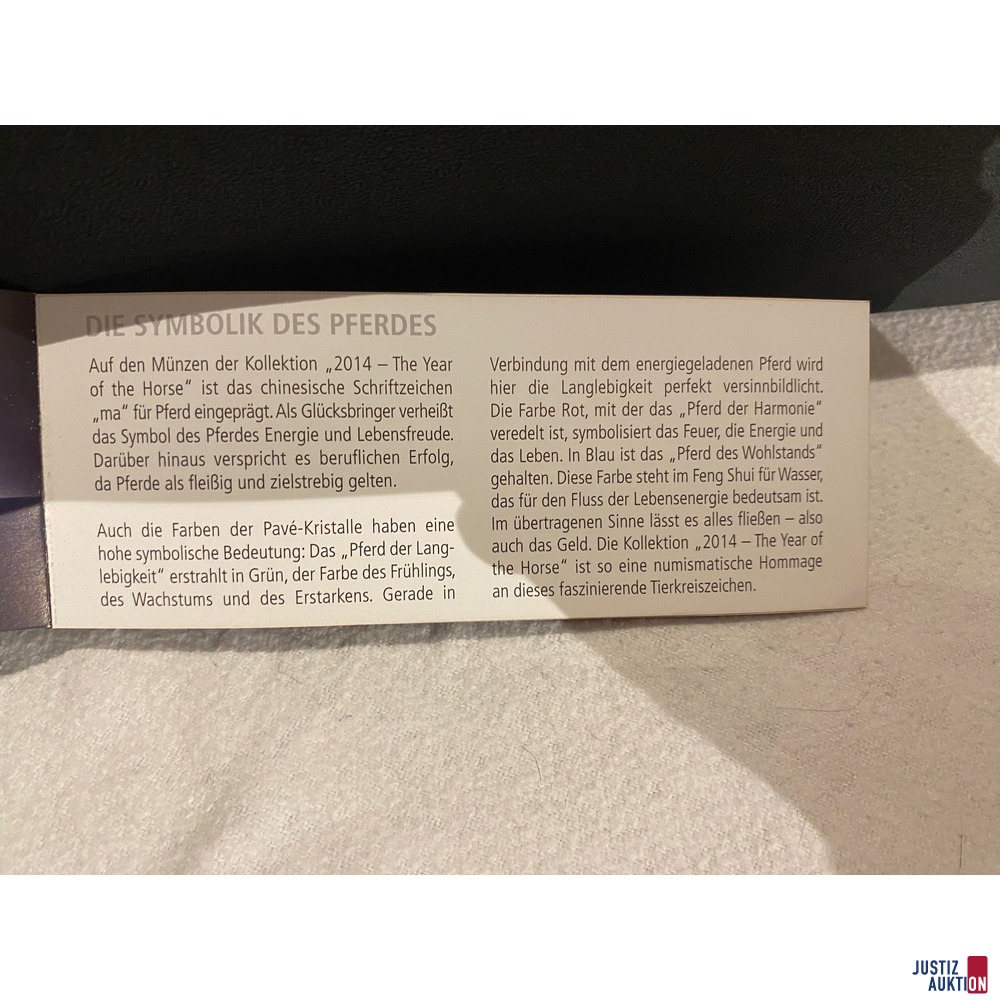 DIE SYMBOLIK DES PFERDES
Auf den Münzen der Kollektion „2014 – The Year
of the Horse“ ist das chinesische Schriftzeichen
„ma“ für Pferd eingeprägt. Als Glücksbringer verheißt
das Symbol des Pferdes Energie und Lebensfreude.
Darüber hinaus verspricht es beruflichen Erfolg,
da Pferde als fleißig und zielstrebig gelten.
Auch die Farben der Pavé-Kristalle haben eine
hohe symbolische Bedeutung: Das „Pferd der Lang-
lebigkeit“ erstrahlt in Grün, der Farbe des Frühlings,
des Wachstums und des Erstarkens. Gerade in
Verbindung mit dem energiegeladenen Pferd wird
hier die Langlebigkeit perfekt versinnbildlicht.
Die Farbe Rot, mit der das „Pferd der Harmonie“
veredelt ist, symbolisiert das Feuer, die Energie und
das Leben. In Blau ist das „Pferd des Wohlstands“
gehalten. Diese Farbe steht im Feng Shui für Wasser,
das für den Fluss der Lebensenergie bedeutsam ist.
Im übertragenen Sinne lässt es alles fließen – also
auch das Geld. Die Kollektion „2014 – The Year of
the Horse“ ist so eine numismatische Hommage
an dieses faszinierende Tierkreiszeichen.
JUSTIZ
AUKTION